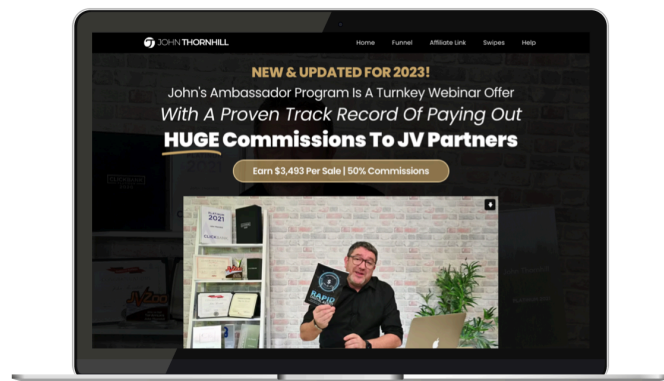 JOHN THORNHILL
Home Funnel Affiliate Link Swipes Help
NEW & UPDATED FOR 2023!
John's Ambassador Program Is A Turnkey Webinar Offer
With A Proven Track Record Of Paying Out
HUGE Commissions To JV Partners
Earn $3,493 Per Sale | 50% Commissions
2021
JVZoo
RAPID